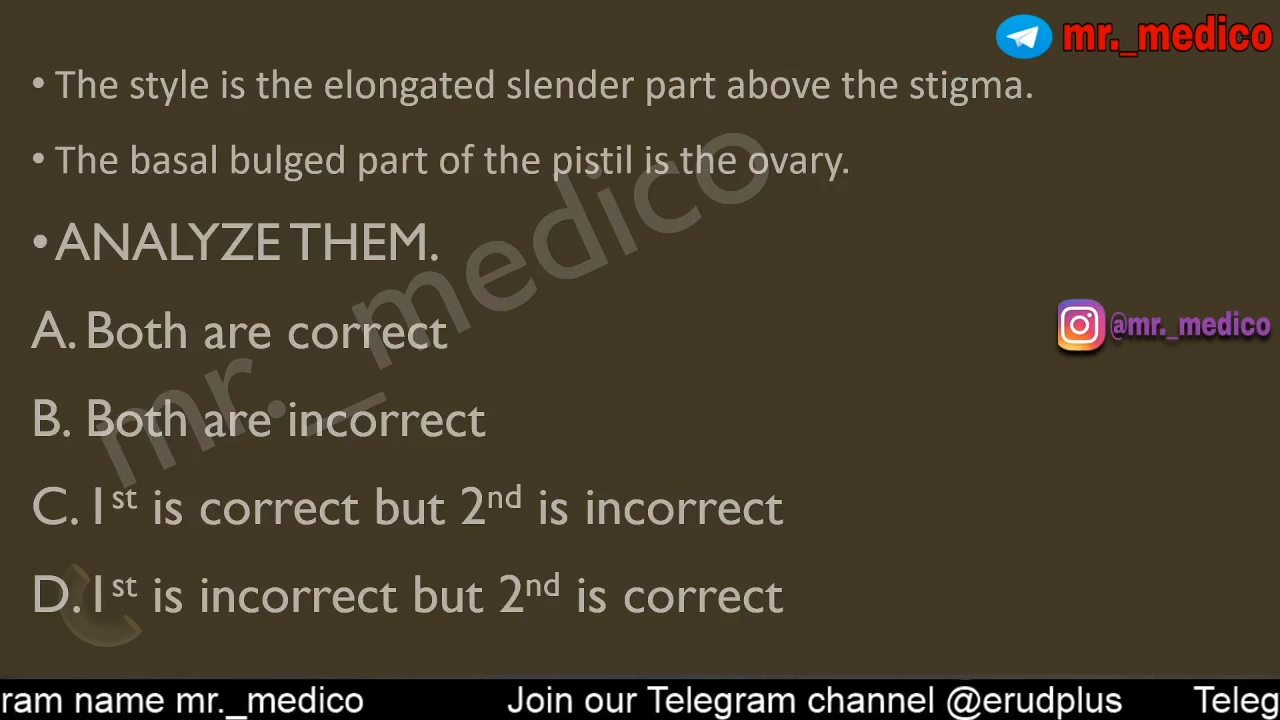 mr._medico
• The style is the elongated slender part above the stigma.
• The basal bulged part of the pistil is the ovary.
• ANALYZE THEM.
A. Both are correct
@mr._medico
B. Both are incorrect
C. 1st is correct but 2nd is incorrect
D. 1st is incorrect but 2nd is correct
mr._medico
ram name mr._medico Join our Telegram channel @erudplus Teleg